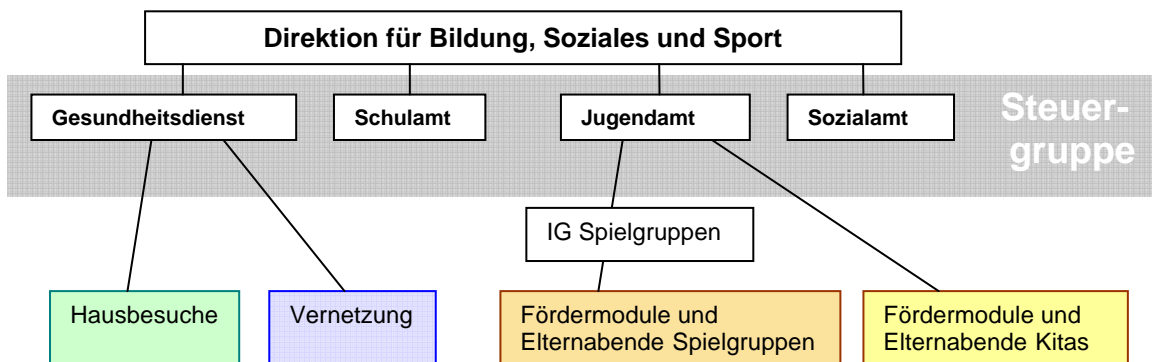 Direktion für Bildung, Soziales und Sport
Gesundheitsdienst
Schulamt
Jugendamt
Sozialamt
Steuer-
gruppe
IG Spielgruppen
Hausbesuche
Vernetzung
Fördermodule und
Elternabende Spielgruppen
Fördermodule und
Elternabende Kitas